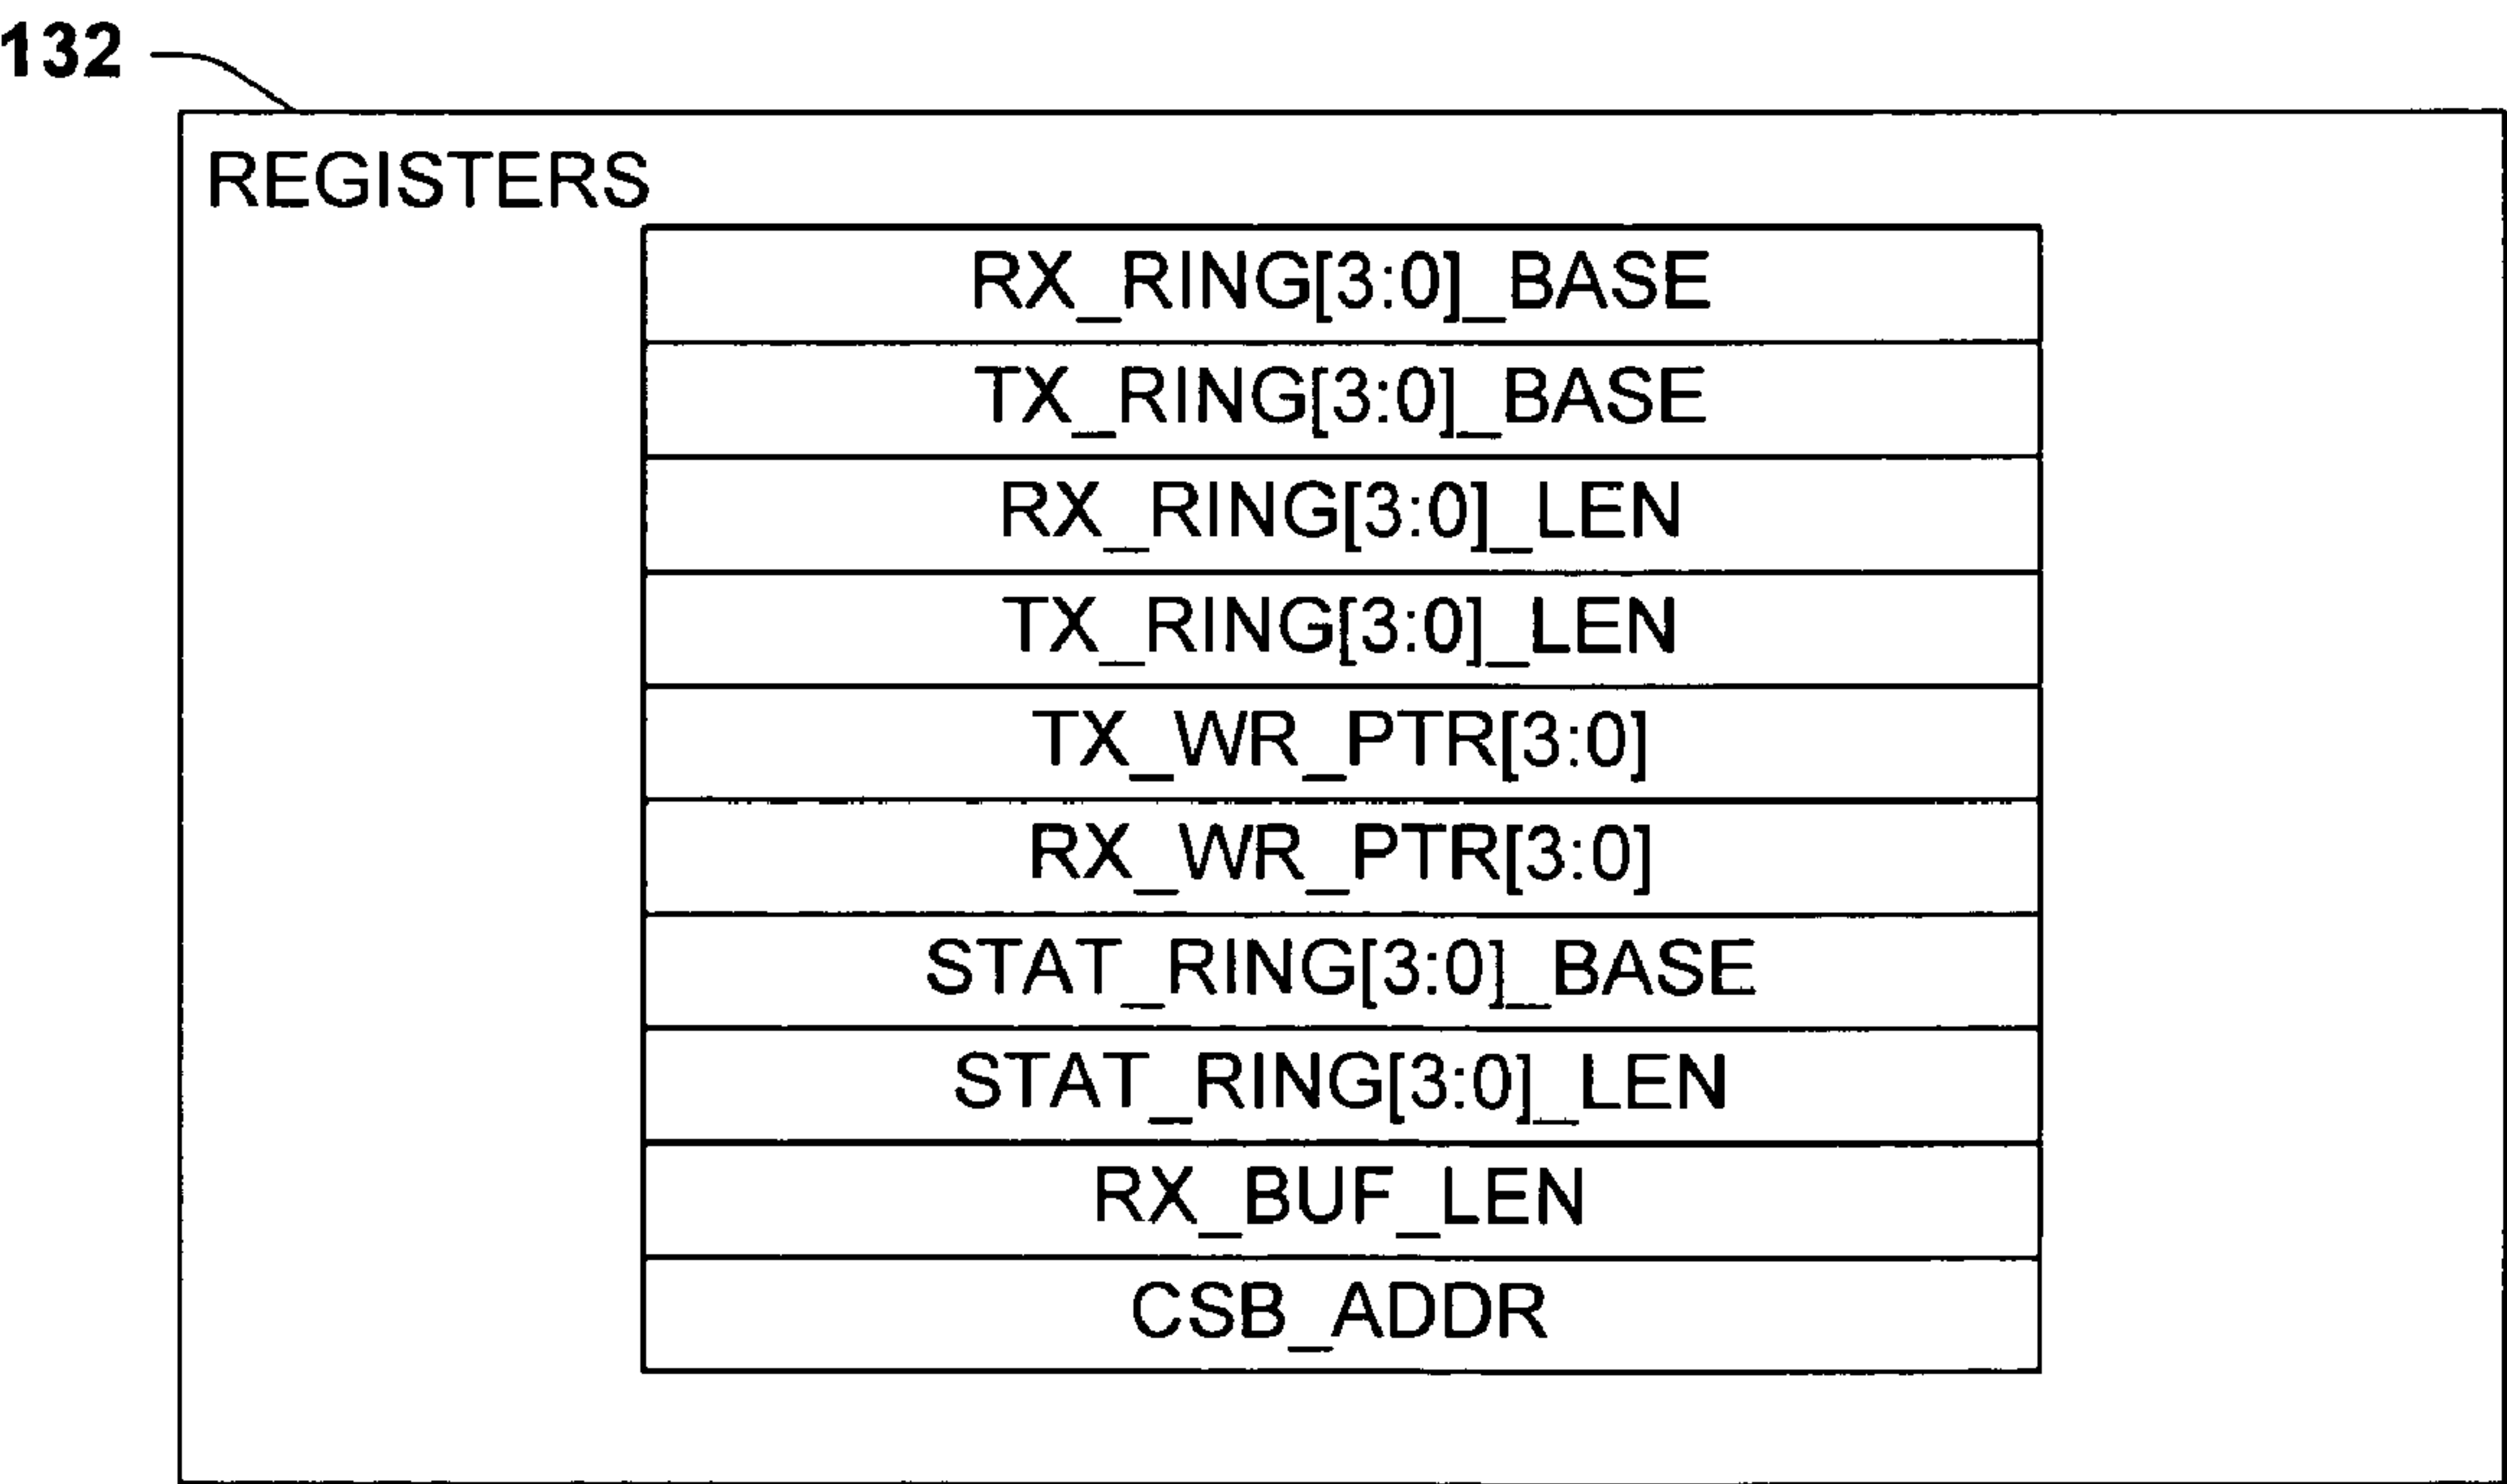 132
REGISTERS
RX_RING[3:0]_BASE
TX_RING[3:0]_BASE
RX_RING[3:0]_LEN
TX_RING[3:0]_LEN
TX_WR_PTR[3:0]
RX_WR_PTR[3:0]
STAT_RING[3:0]_BASE
STAT_RING[3:0]_LEN
RX_BUF_LEN
CSB_ADDR